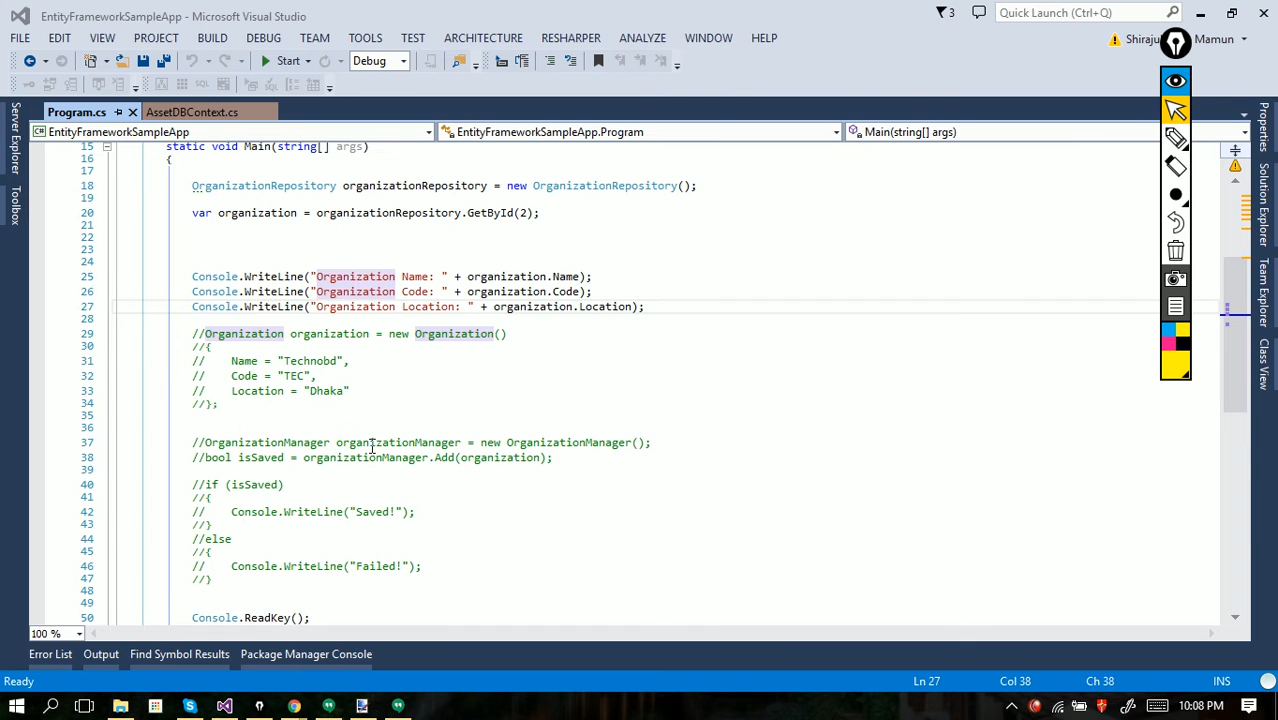 EntityFrameworkSampleApp - Microsoft Visual Studio
3
Quick Launch (Ctrl+Q)
FILE EDIT VIEW PROJECT BUILD DEBUG TEAM TOOLS TEST ARCHITECTURE RESHARPER ANALYZE WINDOW HELP
Shiraju Mamun
Start Debug
Program.cs AssetDBContext.cs
EntityFrameworkSampleApp EntityFrameworkSampleApp.Program Main(string[] args)
Server Explorer
Toolbox
Properties
Solution Explorer
Team Explorer
Class View
15 static void Main(string[] args)
16 {
17
18 OrganizationRepository organizationRepository = new OrganizationRepository();
19
20 var organization = organizationRepository.GetById(2);
21
22
23
24
25 Console.WriteLine("Organization Name: " + organization.Name);
26 Console.WriteLine("Organization Code: " + organization.Code);
27 Console.WriteLine("Organization Location: " + organization.Location);
28
29 //Organization organization = new Organization()
30 //{
31 //    Name = "Technobd",
32 //    Code = "TEC",
33 //    Location = "Dhaka"
34 //};
35
36
37 //OrganizationManager organizationManager = new OrganizationManager();
38 //bool isSaved = organizationManager.Add(organization);
39
40 //if (isSaved)
41 //{
42 //    Console.WriteLine("Saved!");
43 //}
44 //else
45 //{
46 //    Console.WriteLine("Failed!");
47 //}
48
49
50 Console.ReadKey();
100 %
Error List Output Find Symbol Results Package Manager Console
Ready Ln 27 Col 38 Ch 38 INS
10:08 PM